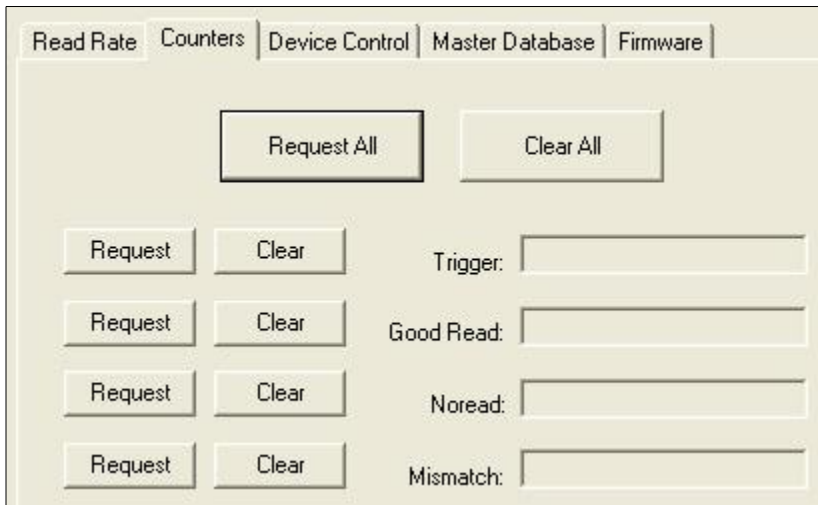 Read Rate Counters Device Control Master Database Firmware
Request All Clear All
Request Clear Trigger:
Request Clear Good Read:
Request Clear Noread:
Request Clear Mismatch: